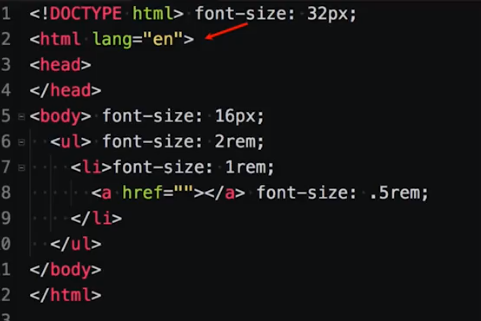 1 <!DOCTYPE html> font-size: 32px;
2 <html lang="en">
3 <head>
4 </head>
5 <body> font-size: 16px;
6 <ul> font-size: 2rem;
7 <li>font-size: 1rem;
8 <a href=""></a> font-size: .5rem;
9 </li>
0 </ul>
1 </body>
2 </html>
3